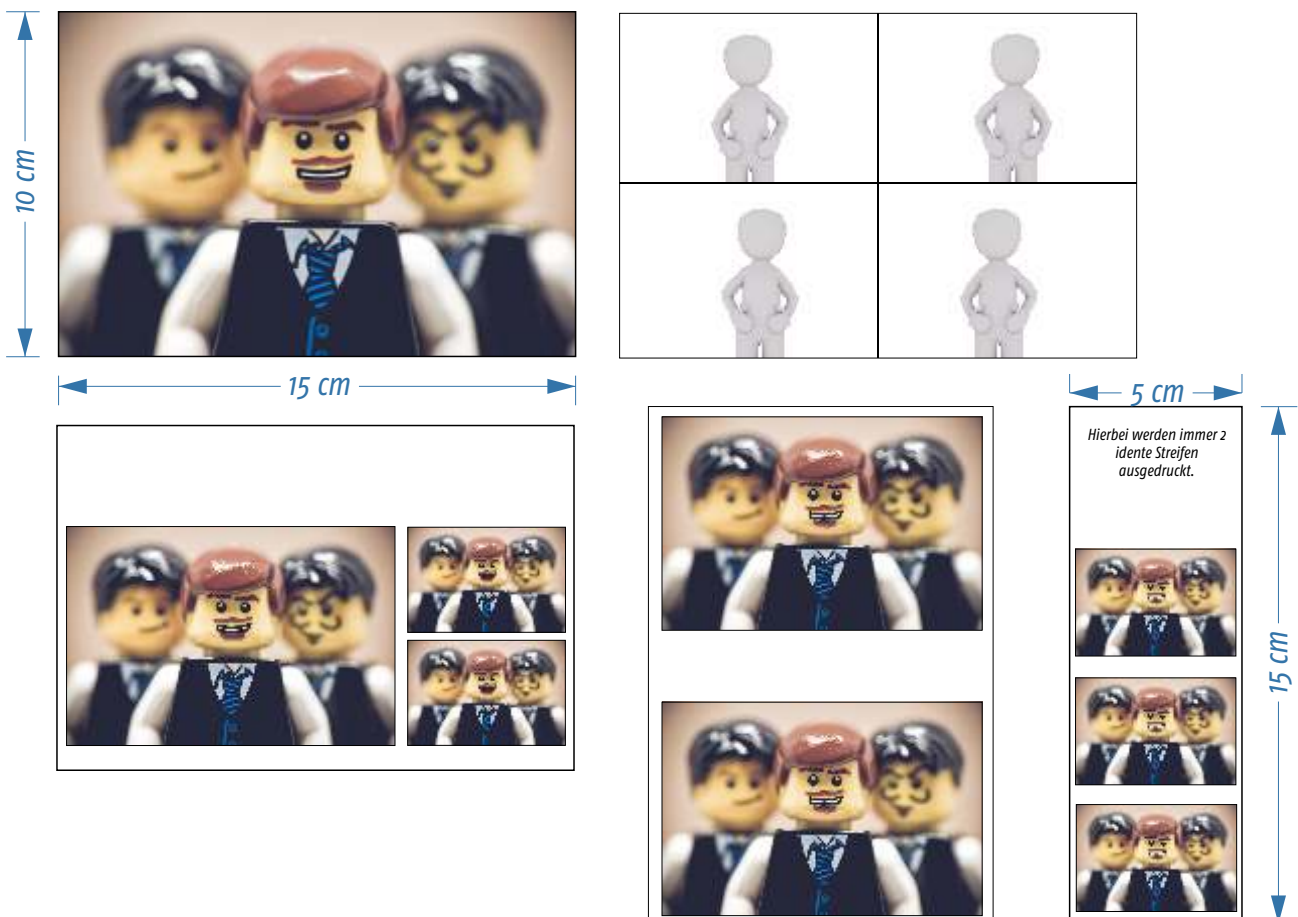 10 cm
15 cm
5 cm
Hierbei werden immer 2
idente Streifen
ausgedruckt.
15 cm